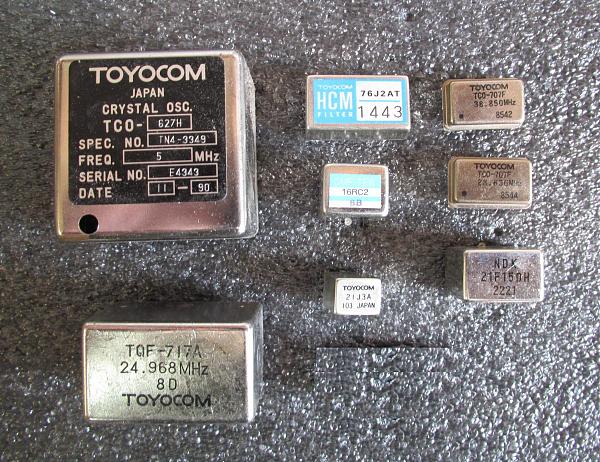 TOYOCOM
JAPAN
CRYSTAL OSC.
TCO- 627H
SPEC. NO. TN4-3349
FREQ. 5 MHz
SERIAL NO. E4343
DATE 11 — 90
TOYOCOM
HCM
FILTER
76J2AT
1443
TOYOCOM
TCO-707F
38.850MHz
8542
16RC2
8B
TOYOCOM
TCO-707F
8544
TOYOCOM
21J3A
103 JAPAN
NDK
21F15DH
2221
TQF-717A
24.968MHz
8D
TOYOCOM